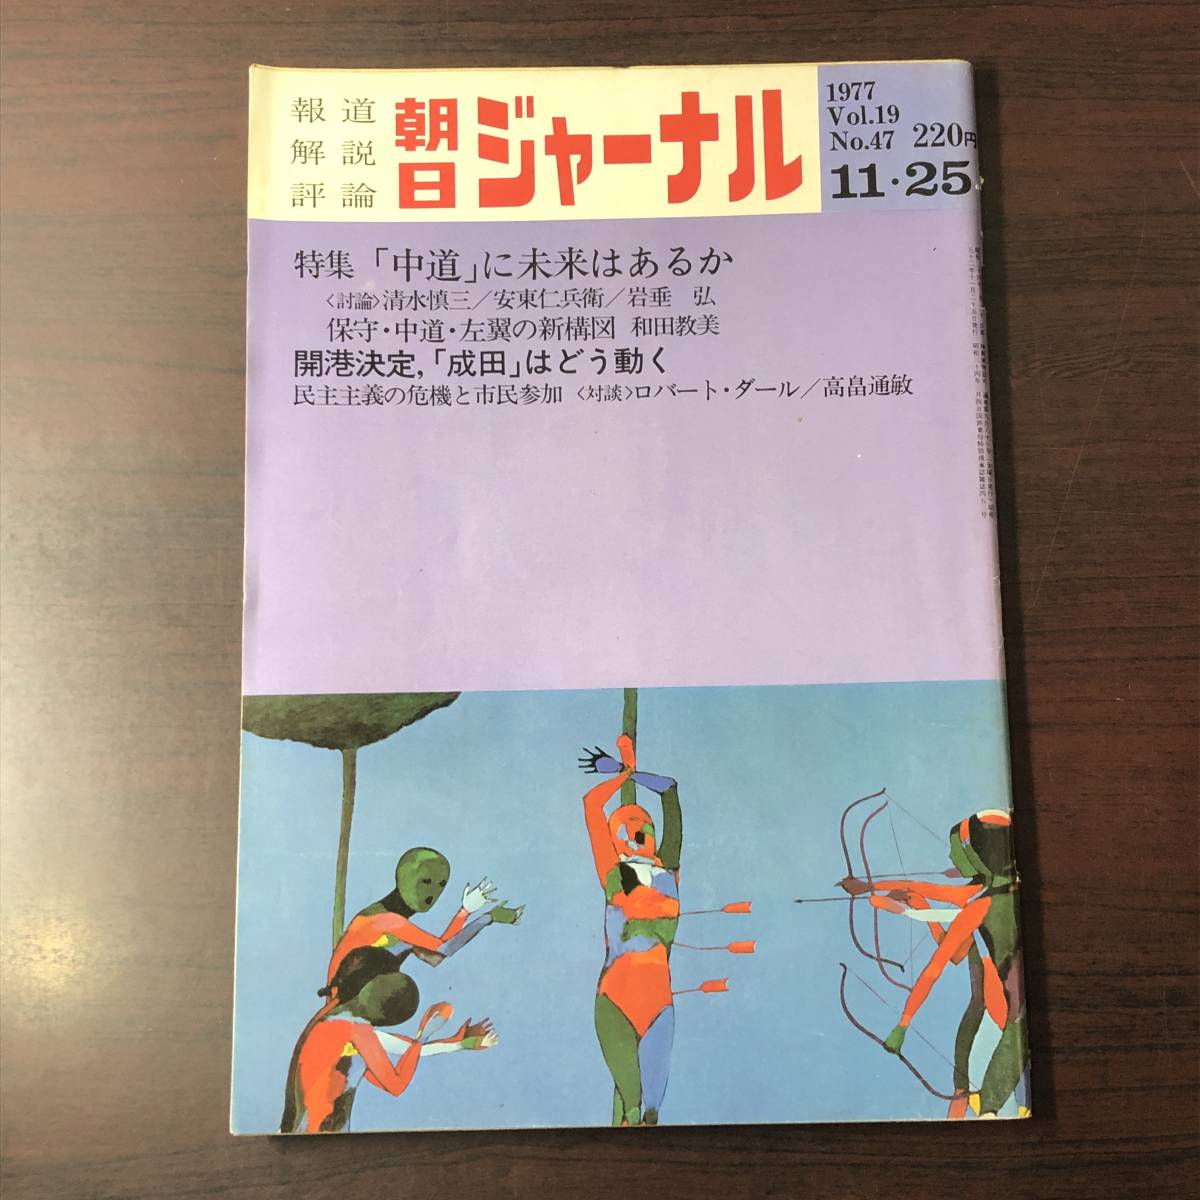 報道
解説
評論
朝日ジャーナル
1977
Vol.19
No.47 220円
11・25
特集 「中道」に未来はあるか
〈討論〉清水慎三／安東仁兵衛／岩垂 弘
保守・中道・左翼の新構図 和田教美
開港決定，「成田」はどう動く
民主主義の危機と市民参加 〈対談〉ロバート・ダール／高畠通敏